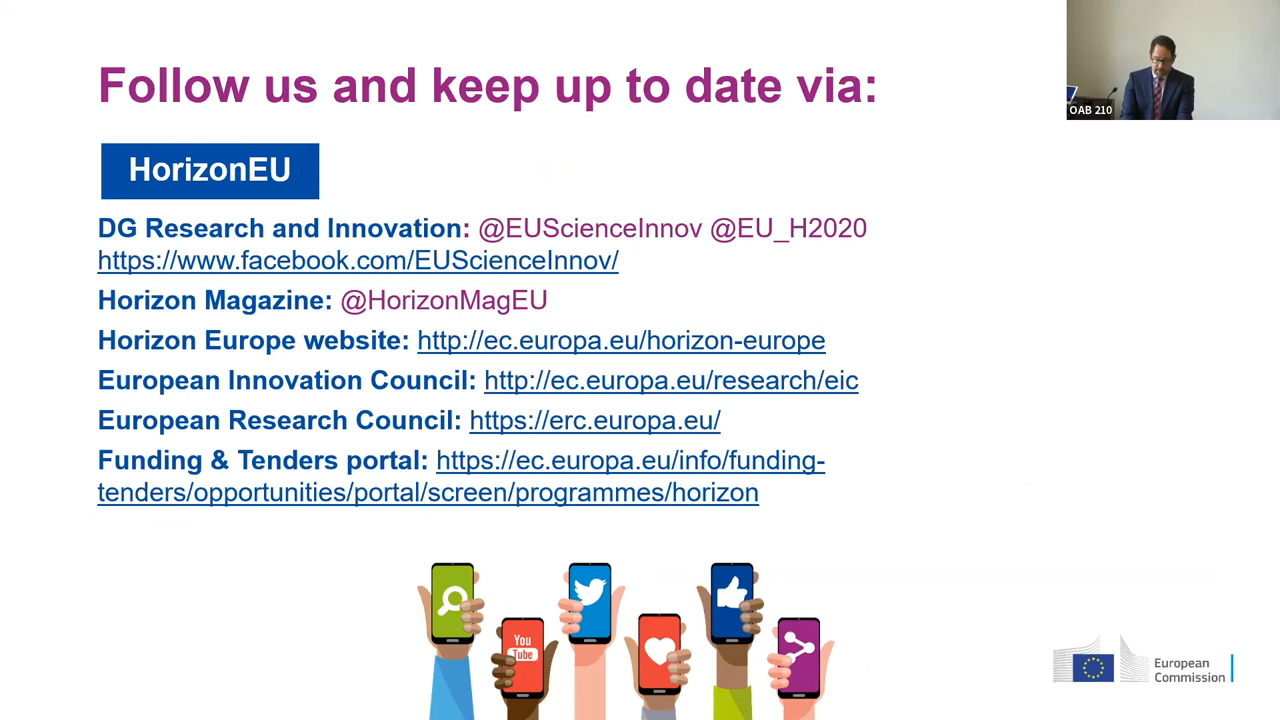 Follow us and keep up to date via:
OAB 210
HorizonEU
DG Research and Innovation: @EUScienceInnov @EU_H2020
https://www.facebook.com/EUScienceInnov/
Horizon Magazine: @HorizonMagEU
Horizon Europe website: http://ec.europa.eu/horizon-europe
European Innovation Council: http://ec.europa.eu/research/eic
European Research Council: https://erc.europa.eu/
Funding & Tenders portal: https://ec.europa.eu/info/funding-
tenders/opportunities/portal/screen/programmes/horizon
You
Tube
European
Commission